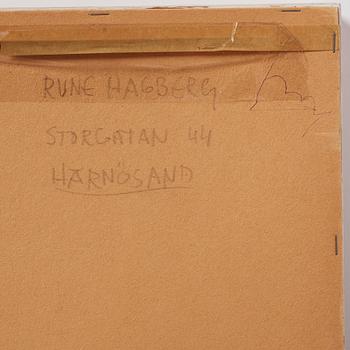 RUNE HAGBERG
STORGATAN 44
HÄRNÖSAND